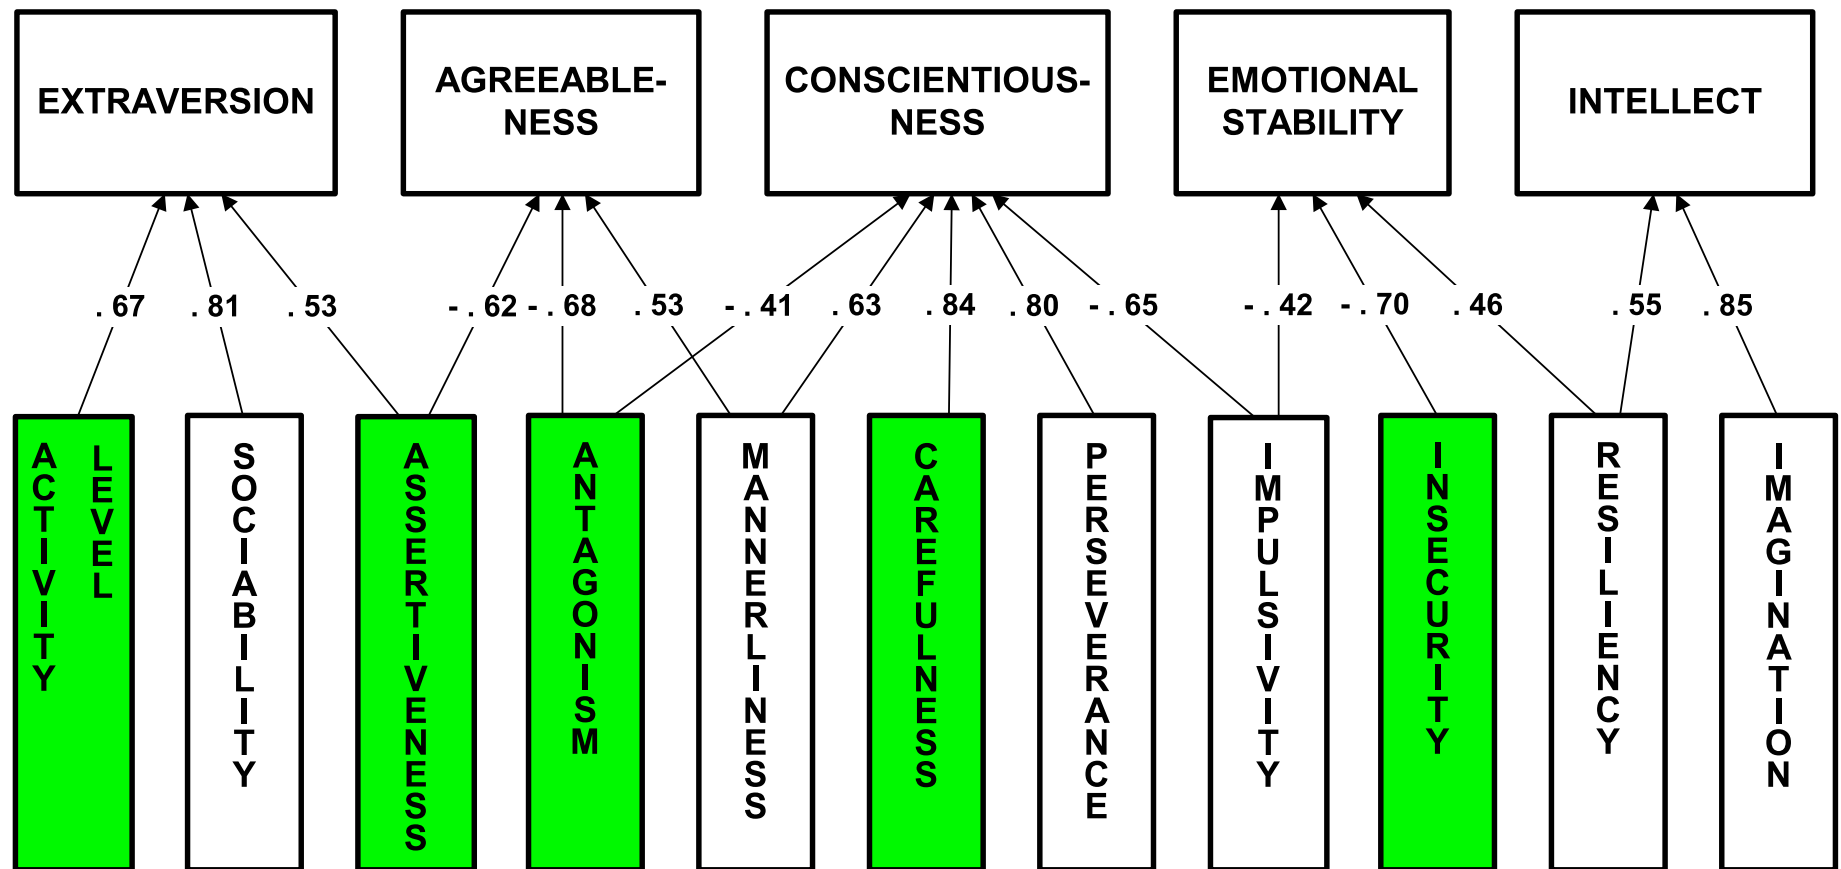 EXTRAVERSION
AGREEABLE-
NESS
CONSCIENTIOUS-
NESS
EMOTIONAL
STABILITY
INTELLECT
. 67
. 81
. 53
- . 62
- . 68
. 53
- . 41
. 63
. 84
. 80
- . 65
- . 42
- . 70
. 46
. 55
. 85
ACTIVITY
LEVEL
SOCIABILITY
ASSERTIVENESS
ANTAGONISM
MANNERLINESS
CAREFULNESS
PERSEVERANCE
IMPULSIVITY
INSECURITY
RESILIENCY
IMAGINATION